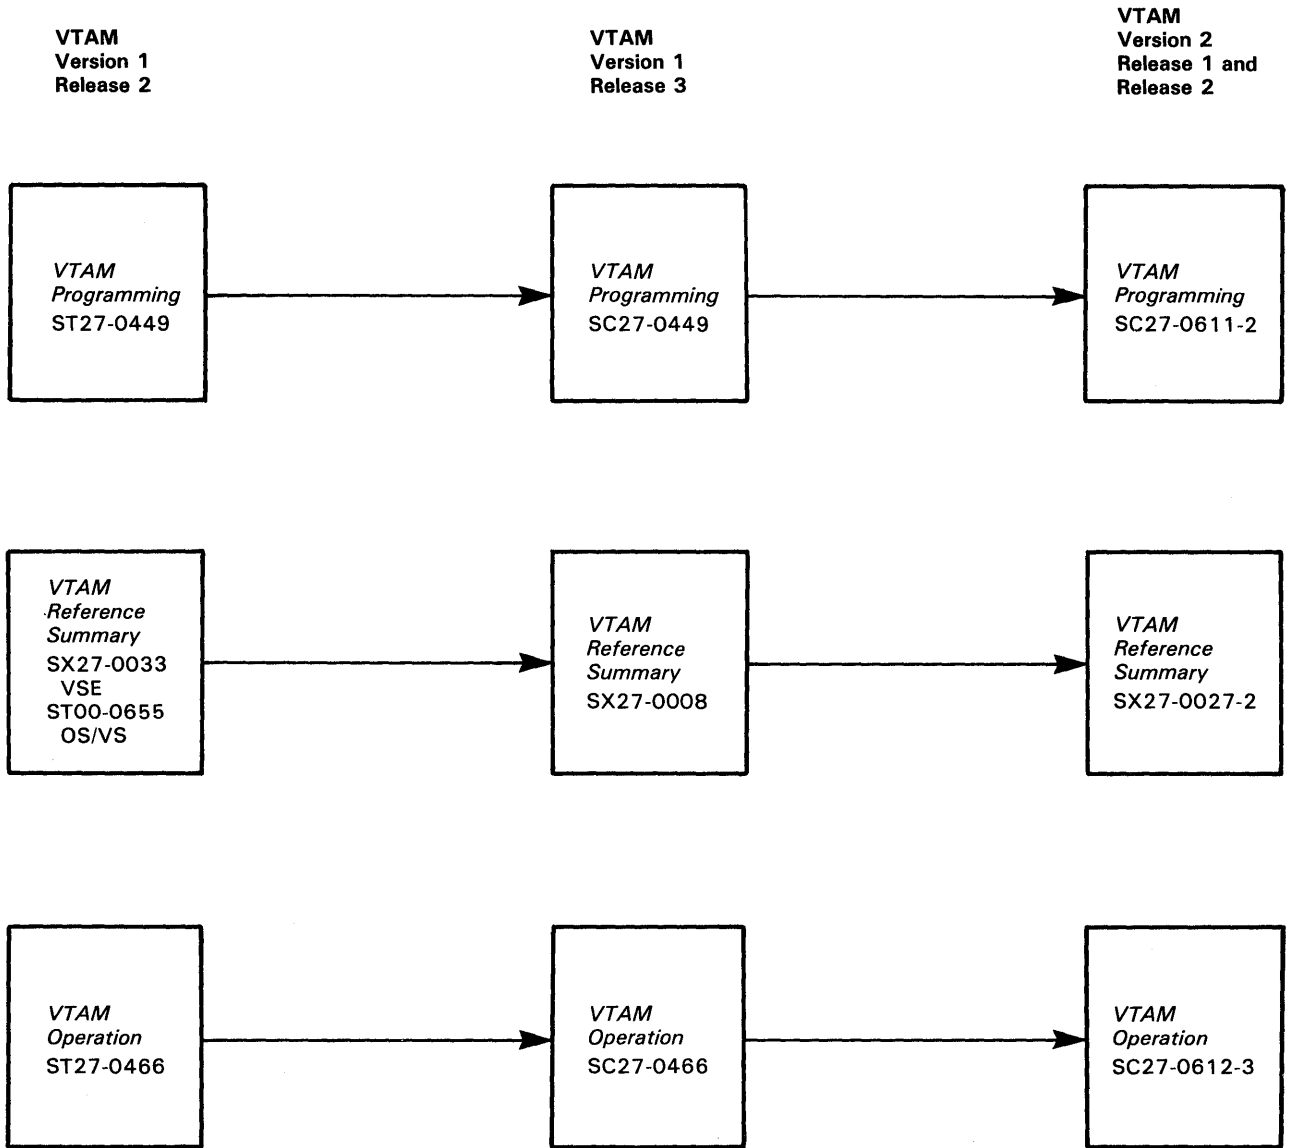 VTAM
Version 1
Release 2
VTAM
Version 1
Release 3
VTAM
Version 2
Release 1 and
Release 2
VTAM
Programming
ST27-0449
VTAM
Programming
SC27-0449
VTAM
Programming
SC27-0611-2
VTAM
Reference
Summary
SX27-0033
VSE
ST00-0655
OS/VS
VTAM
Reference
Summary
SX27-0008
VTAM
Reference
Summary
SX27-0027-2
VTAM
Operation
ST27-0466
VTAM
Operation
SC27-0466
VTAM
Operation
SC27-0612-3